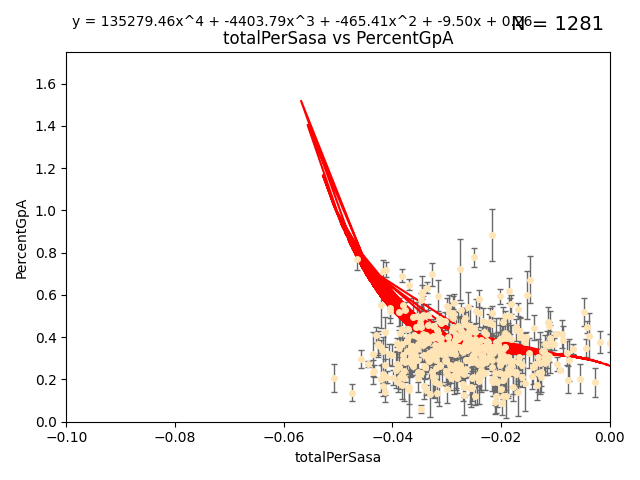 y = 135279.46x^4 + -4403.79x^3 + -465.41x^2 + -9.50x + 0.26
N = 1281
totalPerSasa vs PercentGpA
PercentGpA
1.6
1.4
1.2
1.0
0.8
0.6
0.4
0.2
0.0
−0.10 −0.08 −0.06 −0.04 −0.02 0.00
totalPerSasa